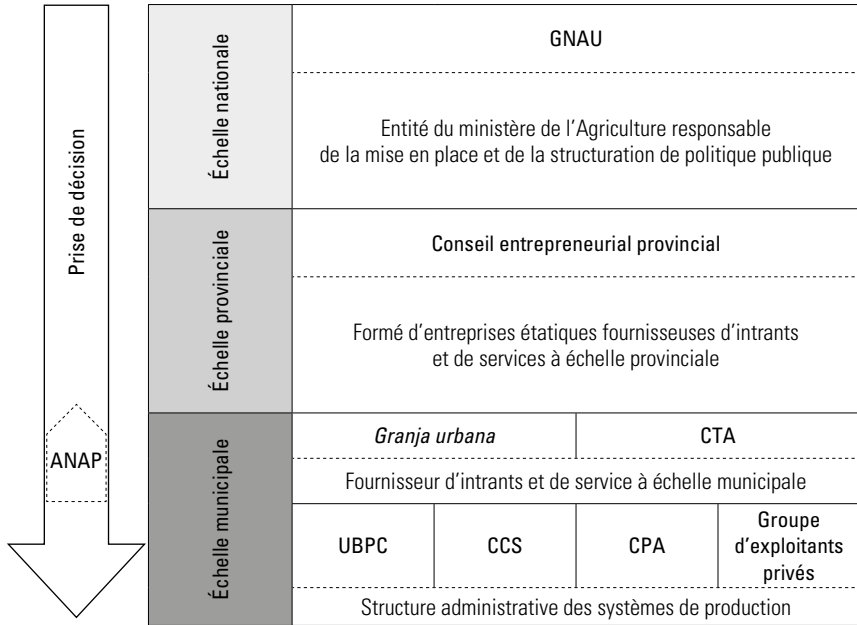 Prise de décision
ANAP
Échelle nationale
GNAU
Entité du ministère de l’Agriculture responsable
de la mise en place et de la structuration de politique publique
Échelle provinciale
Conseil entrepreneurial provincial
Formé d’entreprises étatiques fournisseuses d’intrants
et de services à échelle provinciale
Échelle municipale
Granja urbana
CTA
Fournisseur d’intrants et de service à échelle municipale
UBPC
CCS
CPA
Groupe
d’exploitants
privés
Structure administrative des systèmes de production